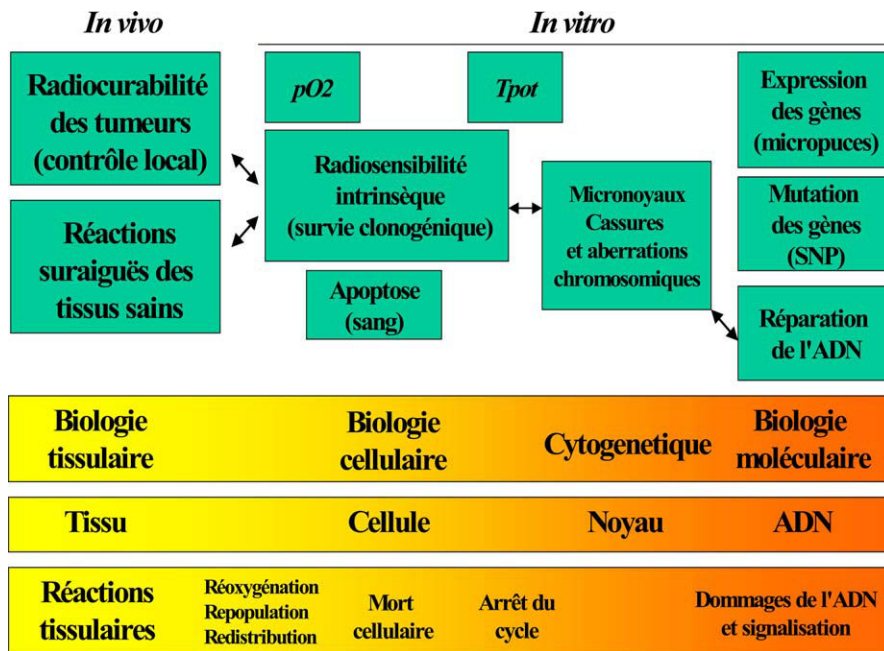 In vivo
In vitro
Radiocurabilité
des tumeurs
(contrôle local)
pO2
Tpot
Expression
des gènes
(micropuces)
Radiosensibilité
intrinsèque
(survie clonogénique)
Micronoyaux
Cassures
et aberrations
chromosomiques
Mutation
des gènes
(SNP)
Réactions
suraiguës des
tissus sains
Apoptose
(sang)
Réparation
de l'ADN
Biologie
tissulaire
Biologie
cellulaire
Cytogenetique
Biologie
moléculaire
Tissu
Cellule
Noyau
ADN
Réactions
tissulaires
Réoxygénation
Repopulation
Redistribution
Mort
cellulaire
Arrêt du
cycle
Dommages de l'ADN
et signalisation